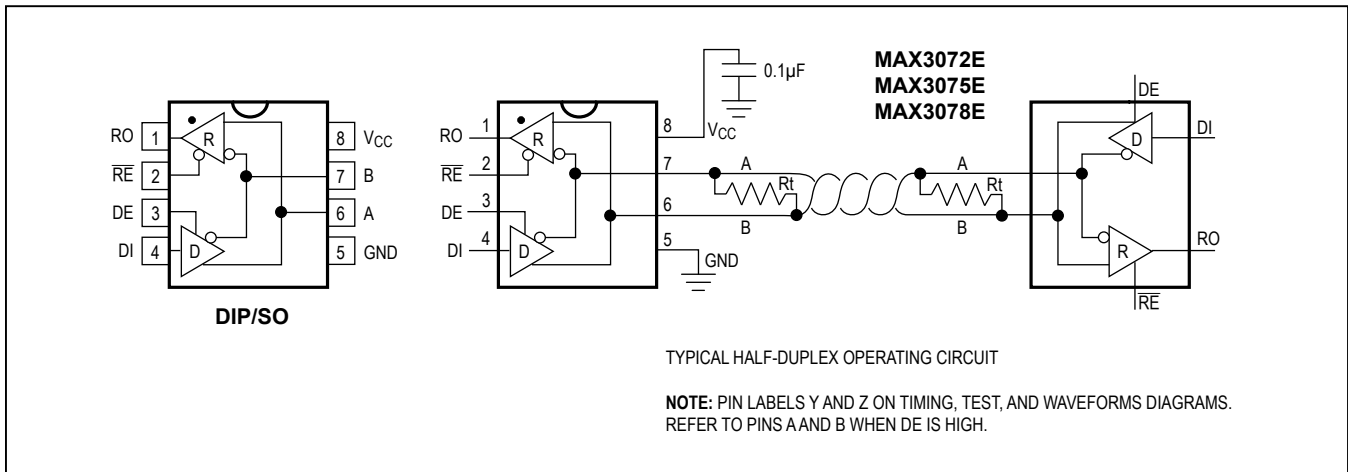 RO 1
R
8 VCC
RE 2
7 B
DE 3
6 A
DI 4
D
5 GND
DIP/SO
0.1µF
RO 1
R
8 VCC
RE 2
7 A
Rt
DE 3
6 B
DI 4
D
5 GND
MAX3072E
MAX3075E
MAX3078E
A
Rt
B
DE
D
DI
R
RO
RE
TYPICAL HALF-DUPLEX OPERATING CIRCUIT
NOTE: PIN LABELS Y AND Z ON TIMING, TEST, AND WAVEFORMS DIAGRAMS.
REFER TO PINS A AND B WHEN DE IS HIGH.